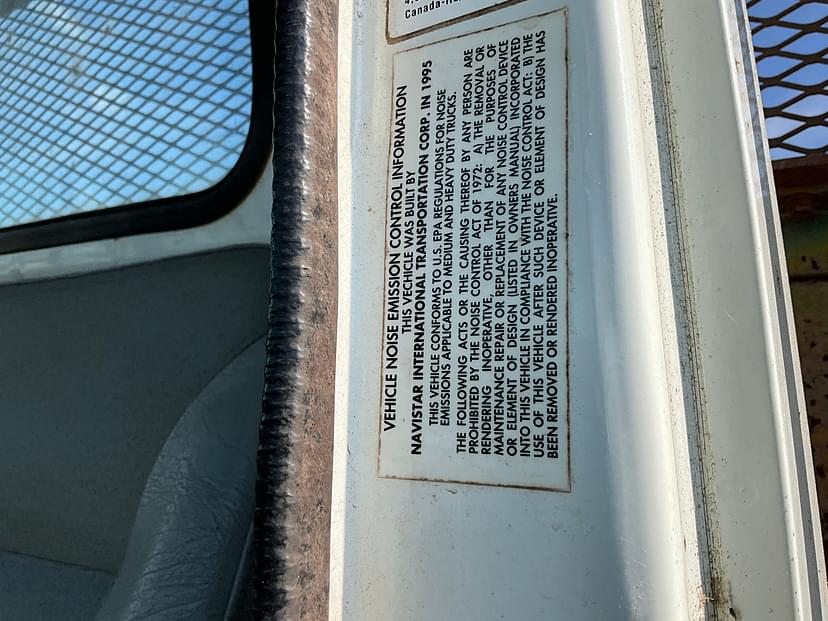 Canada
VEHICLE NOISE EMISSION CONTROL INFORMATION
THIS VECHICLE WAS BUILT BY
NAVISTAR INTERNATIONAL TRANSPORTATION CORP. IN 1995
THIS VEHICLE CONFORMS TO U.S. EPA REGULATIONS FOR NOISE
EMISSIONS APPLICABLE TO MEDIUM AND HEAVY DUTY TRUCKS.
THE FOLLOWING ACTS OR THE CAUSING THEREOF BY ANY PERSON ARE
PROHIBITED BY THE NOISE CONTROL ACT OF 1972: A) THE REMOVAL OR
RENDERING INOPERATIVE, OTHER THAN FOR THE PURPOSES OF
MAINTENANCE REPAIR OR REPLACEMENT OF ANY NOISE CONTROL DEVICE
OR ELEMENT OF DESIGN (LISTED IN OWNERS MANUAL) INCORPORATED
INTO THIS VEHICLE IN COMPLIANCE WITH THE NOISE CONTROL ACT: B) THE
USE OF THIS VEHICLE AFTER SUCH DEVICE OR ELEMENT OF DESIGN HAS
BEEN REMOVED OR RENDERED INOPERATIVE.